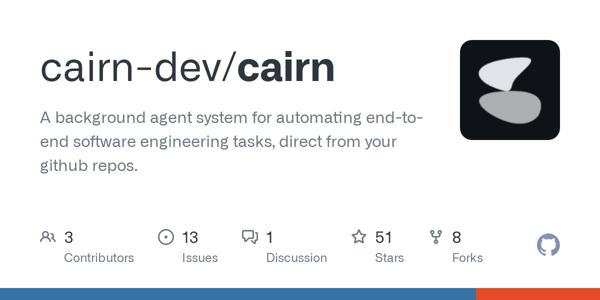 cairn-dev/cairn
A background agent system for automating end-to-
end software engineering tasks, direct from your
github repos.
3 13 1 51 8
Contributors Issues Discussion Stars Forks